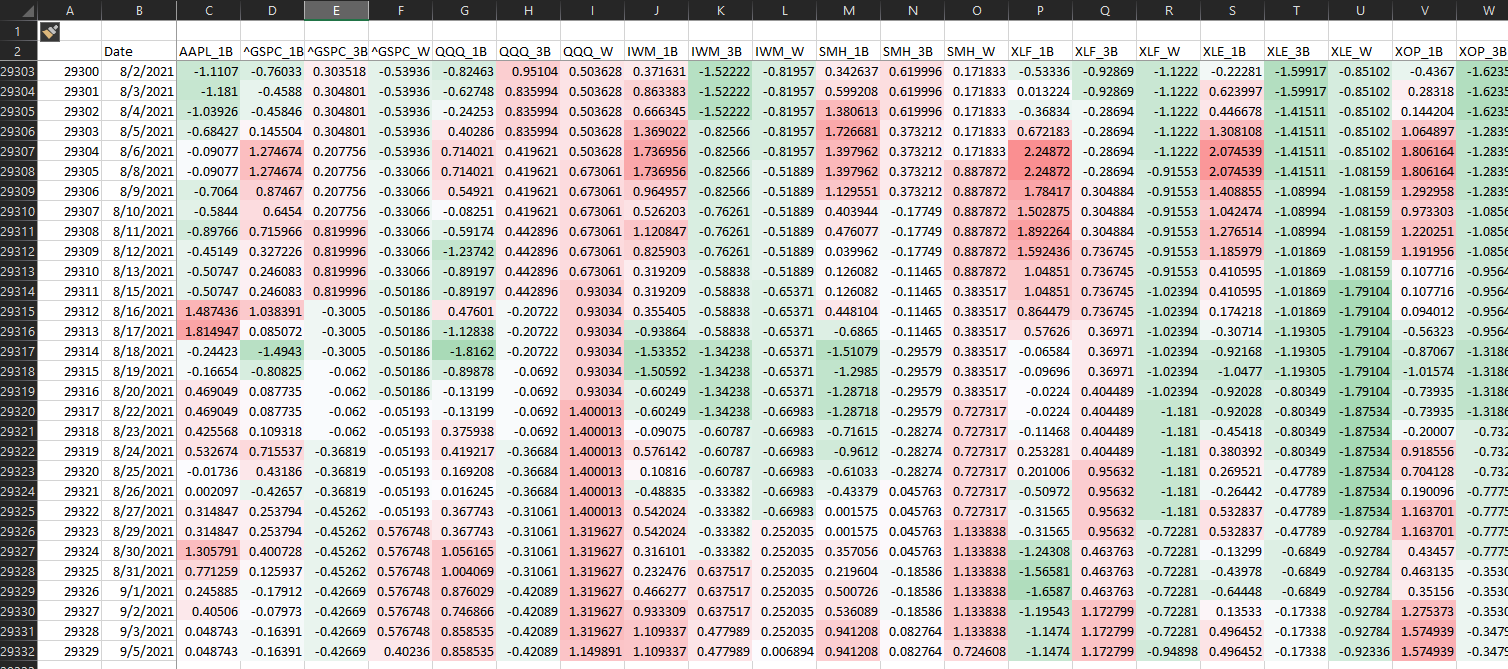 A B C D E F G H I J K L M N O P Q R S T U V W
1
2 Date AAPL_1B ^GSPC_1B ^GSPC_3B ^GSPC_W QQQ_1B QQQ_3B QQQ_W IWM_1B IWM_3B IWM_W SMH_1B SMH_3B SMH_W XLF_1B XLF_3B XLF_W XLE_1B XLE_3B XLE_W XOP_1B XOP_3B
29303 29300 8/2/2021 -1.1107 -0.76033 0.303518 -0.53936 -0.82463 0.95104 0.503628 0.371631 -1.52222 -0.81957 0.342637 0.619996 0.171833 -0.53336 -0.92869 -1.1222 -0.22281 -1.59917 -0.85102 -0.4367 -1.623
29304 29301 8/3/2021 -1.181 -0.4588 0.304801 -0.53936 -0.62748 0.835994 0.503628 0.863383 -1.52222 -0.81957 0.599208 0.619996 0.171833 0.013224 -0.92869 -1.1222 0.623997 -1.59917 -0.85102 0.28318 -1.623
29305 29302 8/4/2021 -1.03926 -0.45846 0.304801 -0.53936 -0.24253 0.835994 0.503628 0.666345 -1.52222 -0.81957 1.380613 0.619996 0.171833 -0.36834 -0.28694 -1.1222 0.446678 -1.41511 -0.85102 0.144204 -1.623
29306 29303 8/5/2021 -0.68427 0.145504 0.304801 -0.53936 0.40286 0.835994 0.503628 1.369022 -0.82566 -0.81957 1.726681 0.373212 0.171833 0.672183 -0.28694 -1.1222 1.308108 -1.41511 -0.85102 1.064897 -1.283
29307 29304 8/6/2021 -0.09077 1.274674 0.207756 -0.53936 0.714021 0.419621 0.503628 1.736956 -0.82566 -0.81957 1.397962 0.373212 0.171833 2.24872 -0.28694 -1.1222 2.074539 -1.41511 -0.85102 1.806164 -1.283
29308 29305 8/8/2021 -0.09077 1.274674 0.207756 -0.33066 0.714021 0.419621 0.673061 1.736956 -0.82566 -0.51889 1.397962 0.373212 0.887872 2.24872 -0.28694 -0.91553 2.074539 -1.41511 -1.08159 1.806164 -1.283
29309 29306 8/9/2021 -0.7064 0.87467 0.207756 -0.33066 0.54921 0.419621 0.673061 0.964957 -0.82566 -0.51889 1.129551 0.373212 0.887872 1.78417 0.304884 -0.91553 1.408855 -1.08994 -1.08159 1.292958 -1.283
29310 29307 8/10/2021 -0.5844 0.6454 0.207756 -0.33066 -0.08251 0.419621 0.673061 0.526203 -0.76261 -0.51889 0.403944 -0.17749 0.887872 1.502875 0.304884 -0.91553 1.042474 -1.08994 -1.08159 0.973303 -1.085
29311 29308 8/11/2021 -0.89766 0.715966 0.819996 -0.33066 -0.59174 0.442896 0.673061 1.120847 -0.76261 -0.51889 0.476077 -0.17749 0.887872 1.892264 0.304884 -0.91553 1.276514 -1.08994 -1.08159 1.220251 -1.085
29312 29309 8/12/2021 -0.45149 0.327226 0.819996 -0.33066 -1.23742 0.442896 0.673061 0.825903 -0.76261 -0.51889 0.039962 -0.17749 0.887872 1.592436 0.736745 -0.91553 1.185979 -1.01869 -1.08159 1.191956 -1.085
29313 29310 8/13/2021 -0.50747 0.246083 0.819996 -0.33066 -0.89197 0.442896 0.673061 0.319209 -0.58838 -0.51889 0.126082 -0.11465 0.887872 1.04851 0.736745 -0.91553 0.410595 -1.01869 -1.08159 0.107716 -0.956
29314 29311 8/15/2021 -0.50747 0.246083 0.819996 -0.50186 -0.89197 0.442896 0.93034 0.319209 -0.58838 -0.65371 0.126082 -0.11465 0.383517 1.04851 0.736745 -1.02394 0.410595 -1.01869 -1.79104 0.107716 -0.956
29315 29312 8/16/2021 1.487456 1.038391 -0.3005 -0.50186 0.47601 -0.20722 0.93034 0.355405 -0.58838 -0.65371 0.448104 -0.11465 0.383517 0.864479 0.736745 -1.02394 0.174218 -1.01869 -1.79104 0.094012 -0.956
29316 29313 8/17/2021 1.814947 0.085072 -0.3005 -0.50186 -1.12838 -0.20722 0.93034 -0.93864 -0.58838 -0.65371 -0.6865 -0.11465 0.383517 0.57626 0.36971 -1.02394 -0.30714 -1.19305 -1.79104 -0.56323 -0.956
29317 29314 8/18/2021 -0.24423 -1.4943 -0.3005 -0.50186 -1.8162 -0.20722 0.93034 -1.53352 -1.34238 -0.65371 -1.51079 -0.29579 0.383517 -0.06584 0.36971 -1.02394 -0.92168 -1.19305 -1.79104 -0.87067 -1.318
29318 29315 8/19/2021 -0.16654 -0.80825 -0.062 -0.50186 -0.89878 -0.0692 0.93034 -1.50592 -1.34238 -0.65371 -1.2985 -0.29579 0.383517 -0.09696 0.36971 -1.02394 -1.0477 -1.19305 -1.79104 -1.01574 -1.318
29319 29316 8/20/2021 0.469049 0.087735 -0.062 -0.50186 -0.13199 -0.0692 0.93034 -0.60249 -1.34238 -0.65371 -1.28718 -0.29579 0.383517 -0.0224 0.404489 -1.02394 -0.92028 -0.80349 -1.79104 -0.73935 -1.318
29320 29317 8/22/2021 0.469049 0.087735 -0.062 -0.05193 -0.13199 -0.0692 1.400013 -0.60249 -1.34238 -0.66983 -1.28718 -0.29579 0.727317 -0.0224 0.404489 -1.181 -0.92028 -0.80349 -1.87534 -0.73935 -1.318
29321 29318 8/23/2021 0.425568 0.109318 -0.062 -0.05193 0.375938 -0.0692 1.400013 -0.09075 -0.60787 -0.66983 -0.71615 -0.28274 0.727317 -0.11468 0.404489 -1.181 -0.45418 -0.80349 -1.87534 -0.20007 -0.732
29322 29319 8/24/2021 0.532674 0.715537 -0.36819 -0.05193 0.419217 -0.36684 1.400013 0.576142 -0.60787 -0.66983 -0.9612 -0.28274 0.727317 0.253281 0.404489 -1.181 0.380392 -0.80349 -1.87534 0.918556 -0.732
29323 29320 8/25/2021 -0.01736 0.43186 -0.36819 -0.05193 0.169208 -0.36684 1.400013 0.10816 -0.60787 -0.66983 -0.61033 -0.28274 0.727317 0.201006 0.95632 -1.181 0.269521 -0.47789 -1.87534 0.704128 -0.732
29324 29321 8/26/2021 0.002097 -0.42657 -0.36819 -0.05193 0.016245 -0.36684 1.400013 -0.48835 -0.33382 -0.66983 -0.43379 0.045763 0.727317 -0.50972 0.95632 -1.181 -0.26442 -0.47789 -1.87534 0.190096 -0.7775
29325 29322 8/27/2021 0.314847 0.253794 -0.45262 -0.05193 0.367743 -0.31061 1.400013 0.542024 -0.33382 -0.66983 0.001575 0.045763 0.727317 -0.31565 0.95632 -1.181 0.532837 -0.47789 -1.87534 1.163701 -0.7775
29326 29323 8/29/2021 0.314847 0.253794 -0.45262 0.576748 0.367743 -0.31061 1.319627 0.542024 -0.33382 0.252035 0.001575 0.045763 1.133838 -0.31565 0.95632 -0.72281 0.532837 -0.47789 -0.92784 1.163701 -0.7775
29327 29324 8/30/2021 1.305791 0.400728 -0.45262 0.576748 1.056165 -0.31061 1.319627 0.316101 -0.33382 0.252035 0.357056 0.045763 1.133838 -1.24308 0.463763 -0.72281 -0.13299 -0.6849 -0.92784 0.43457 -0.7775
29328 29325 8/31/2021 0.771259 0.125937 -0.45262 0.576748 1.004069 -0.31061 1.319627 0.232476 0.637517 0.252035 0.219604 -0.18586 1.133838 -1.56581 0.463763 -0.72281 -0.43978 -0.6849 -0.92784 0.463135 -0.3530
29329 29326 9/1/2021 0.245885 -0.17912 -0.42669 0.576748 0.876029 -0.42089 1.319627 0.466277 0.637517 0.252035 0.500726 -0.18586 1.133838 -1.6587 0.463763 -0.72281 -0.64448 -0.6849 -0.92784 0.35156 -0.3530
29330 29327 9/2/2021 0.40506 -0.07973 -0.42669 0.576748 0.746866 -0.42089 1.319627 0.933309 0.637517 0.252035 0.536089 -0.18586 1.133838 -1.19543 1.172799 -0.72281 0.13533 -0.17338 -0.92784 1.275373 -0.3530
29331 29328 9/3/2021 0.048743 -0.16391 -0.42669 0.576748 0.858535 -0.42089 1.319627 1.109337 0.477989 0.252035 0.941208 0.082764 1.133838 -1.1474 1.172799 -0.72281 0.496452 -0.17338 -0.92784 1.574939 -0.3479
29332 29329 9/5/2021 0.048743 -0.16391 -0.42669 0.40236 0.858535 -0.42089 1.149891 1.109337 0.477989 0.006894 0.941208 0.082764 0.724608 -1.1474 1.172799 -0.94898 0.496452 -0.17338 -0.92336 1.574939 -0.3479